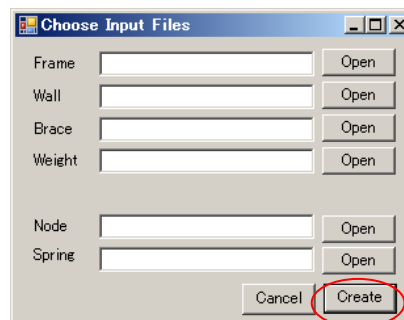 Choose Input Files
Frame Open
Wall Open
Brace Open
Weight Open
Node Open
Spring Open
Cancel Create